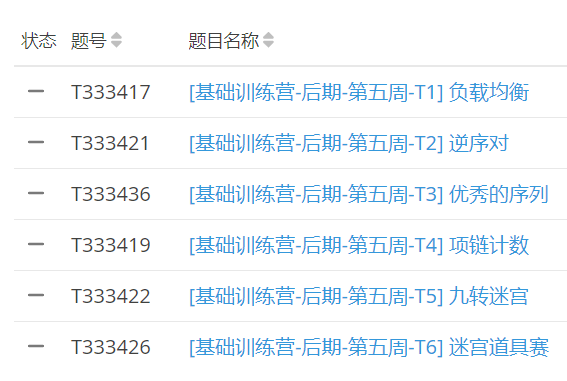 状态 题号 题目名称
T333417 [基础训练营-后期-第五周-T1] 负载均衡
T333421 [基础训练营-后期-第五周-T2] 逆序对
T333436 [基础训练营-后期-第五周-T3] 优秀的序列
T333419 [基础训练营-后期-第五周-T4] 项链计数
T333422 [基础训练营-后期-第五周-T5] 九转迷宫
T333426 [基础训练营-后期-第五周-T6] 迷宫道具赛